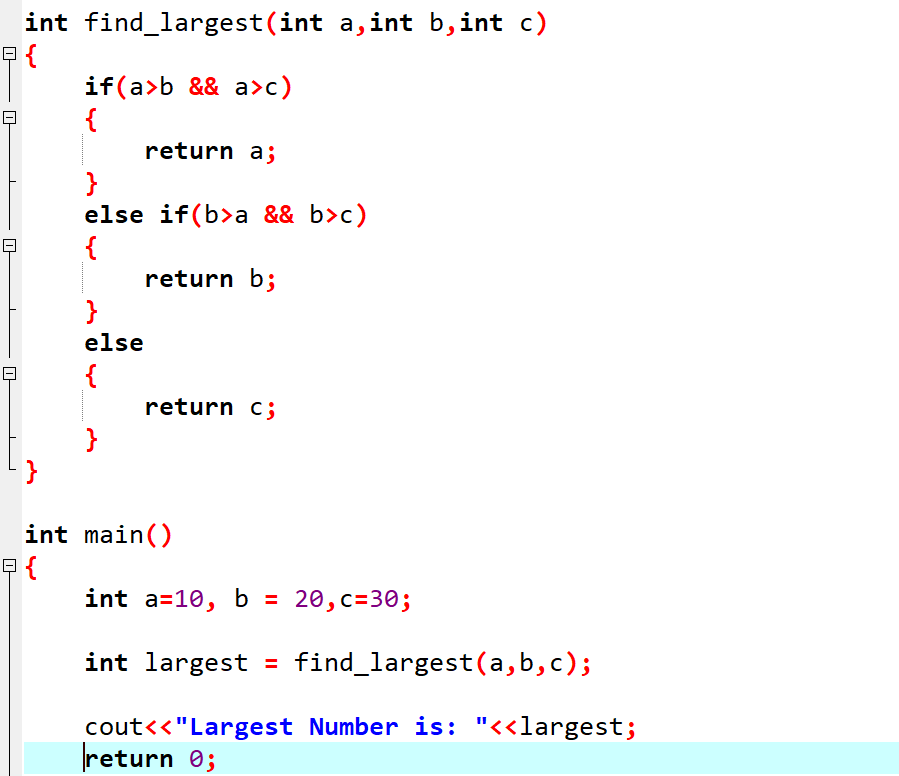 int find_largest(int a,int b,int c)
{
    if(a>b && a>c)
    {
        return a;
    }
    else if(b>a && b>c)
    {
        return b;
    }
    else
    {
        return c;
    }
}

int main()
{
    int a=10, b = 20,c=30;

    int largest = find_largest(a,b,c);

    cout<<"Largest Number is: "<<largest;
    return 0;